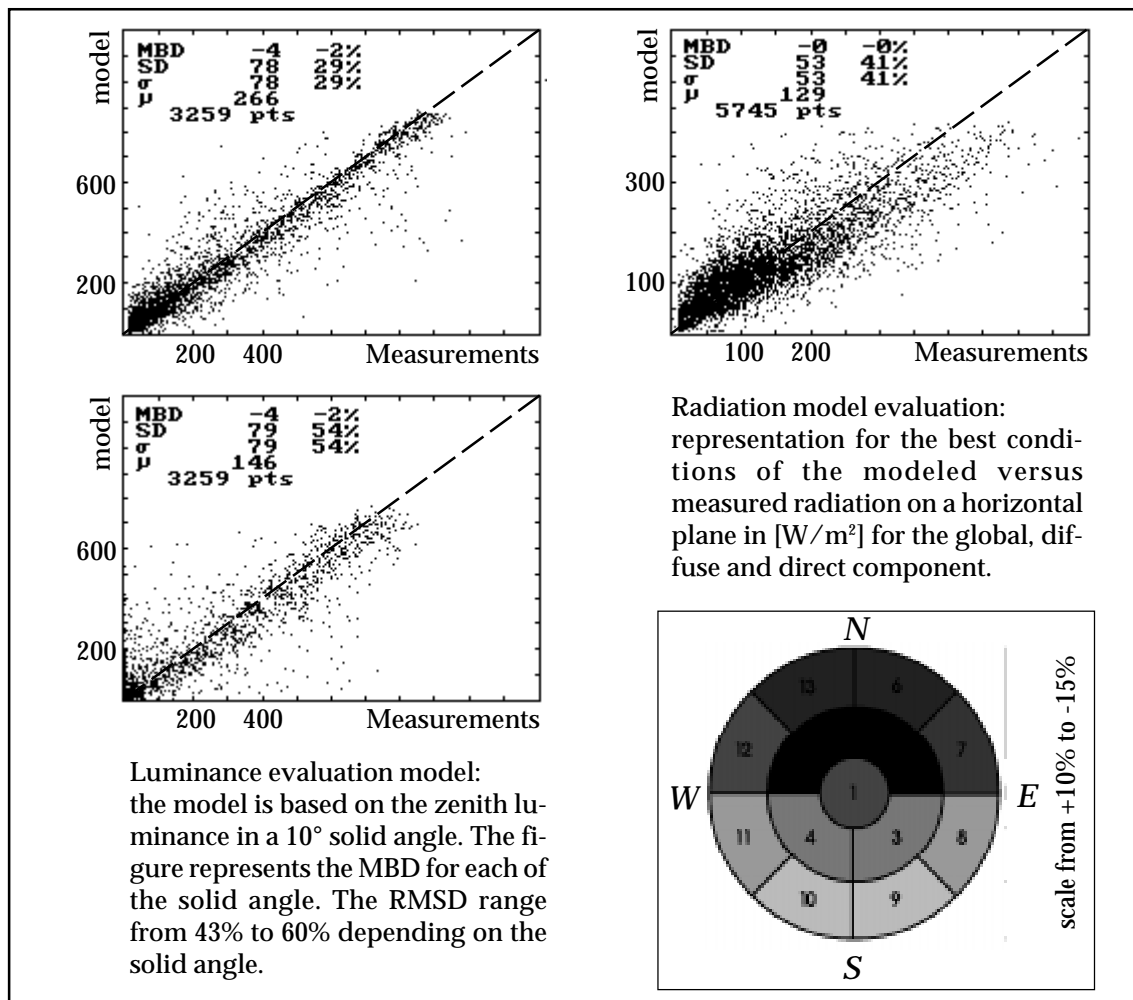 model
MBD -4 -2%
SD 78 29%
σ 78 29%
μ 266
3259 pts
600
200
200 400 Measurements
model
MBD -0 -0%
SD 53 41%
σ 53 41%
μ 129
5745 pts
300
100
100 200 Measurements
model
MBD -4 -2%
SD 79 54%
σ 79 54%
μ 146
3259 pts
600
200
200 400 Measurements
Radiation model evaluation:
representation for the best condi-
tions of the modeled versus
measured radiation on a horizontal
plane in [W/m²] for the global, dif-
fuse and direct component.
Luminance evaluation model:
the model is based on the zenith lu-
minance in a 10° solid angle. The fi-
gure represents the MBD for each of
the solid angle. The RMSD range
from 43% to 60% depending on the
solid angle.
N
13 6
12 7
W 1 E
11 4 3 8
10 9
S
scale from +10% to -15%